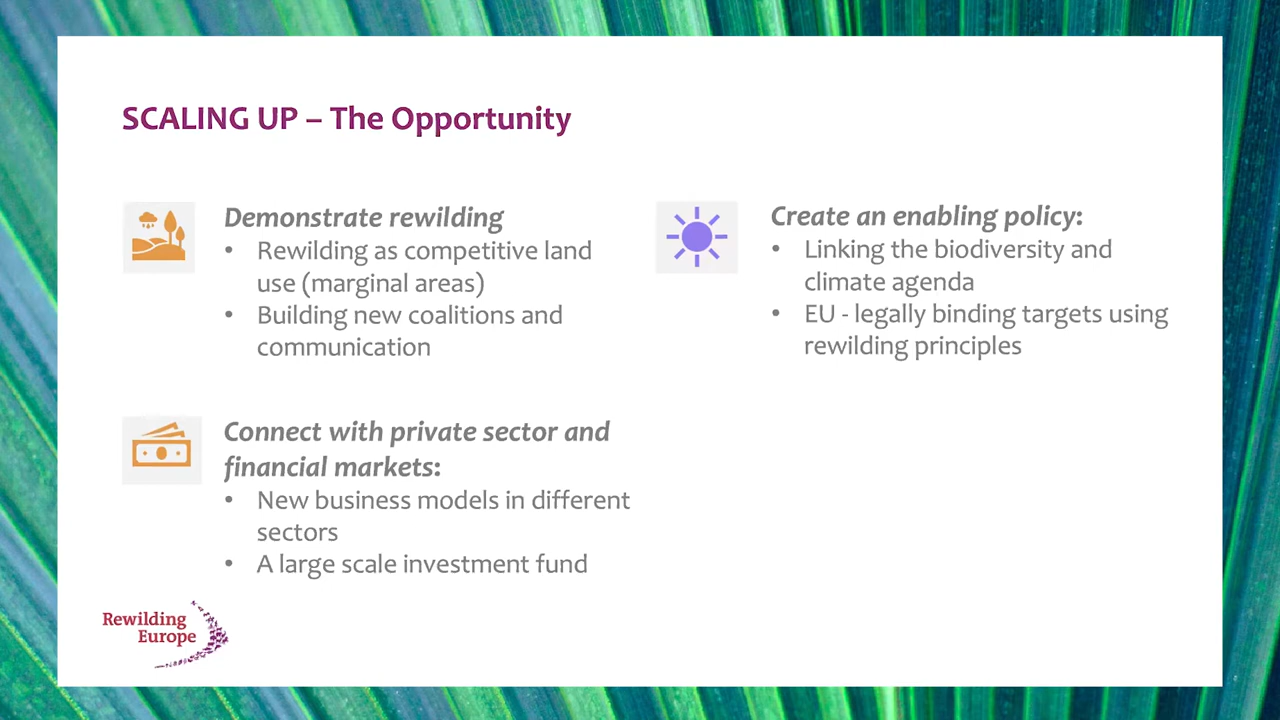 SCALING UP – The Opportunity
Demonstrate rewilding
• Rewilding as competitive land
use (marginal areas)
• Building new coalitions and
communication
Connect with private sector and
financial markets:
• New business models in different
sectors
• A large scale investment fund
Create an enabling policy:
• Linking the biodiversity and
climate agenda
• EU - legally binding targets using
rewilding principles
Rewilding
Europe